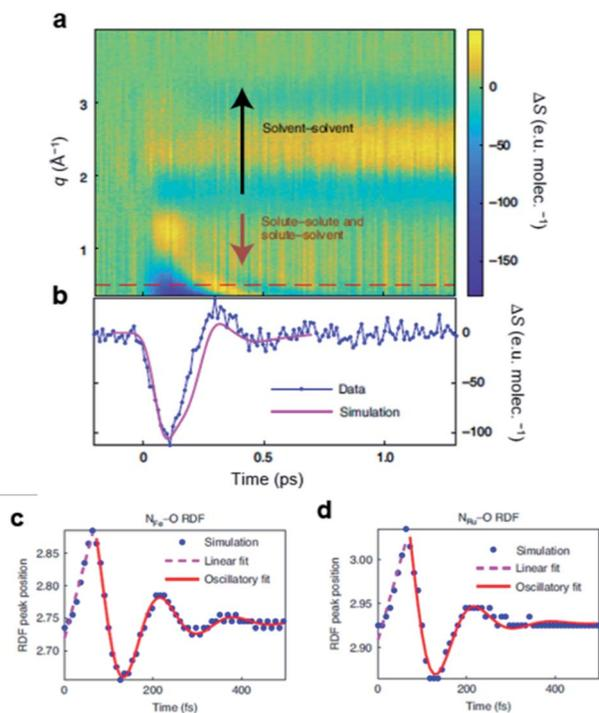 a
3
2
1
q (Å⁻¹)
Solvent–solvent
Solute–solute and
solute–solvent
0
−50
−100
−150
ΔS (e.u. molec. ⁻¹)
b
0
−50
−100
ΔS (e.u. molec. ⁻¹)
Data
Simulation
0
0.5
1.0
Time (ps)
c
N_Fe–O RDF
2.85
2.80
2.75
2.70
RDF peak position
Simulation
Linear fit
Oscillatory fit
0
200
400
Time (fs)
d
N_Ru–O RDF
3.00
2.95
2.90
RDF peak position
Simulation
Linear fit
Oscillatory fit
0
200
400
Time (fs)